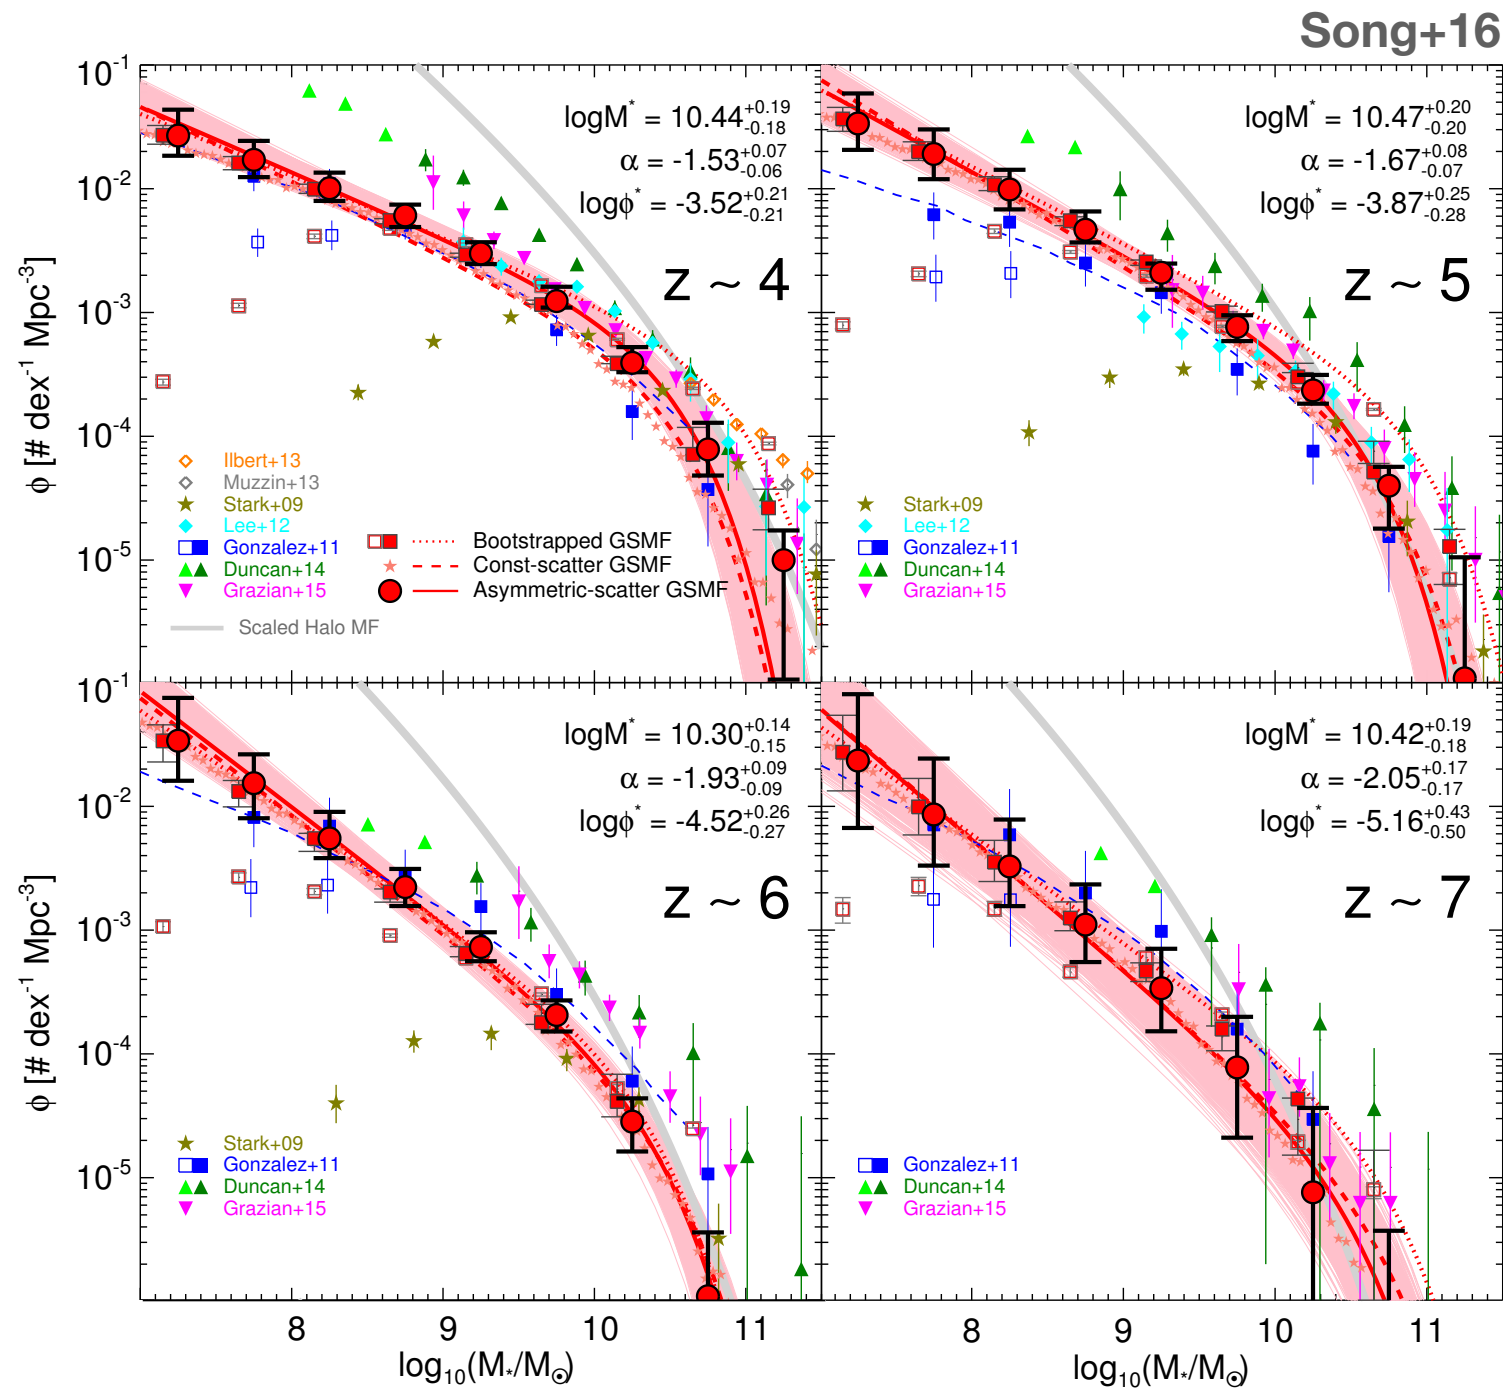 Song+16
10⁻¹
10⁻²
10⁻³
10⁻⁴
10⁻⁵
ϕ [# dex⁻¹ Mpc⁻³]
logM* = 10.44 +0.19 -0.18
α = -1.53 +0.07 -0.06
logϕ* = -3.52 +0.21 -0.21
z ~ 4
Ilbert+13
Muzzin+13
Stark+09
Lee+12
Gonzalez+11
Duncan+14
Grazian+15
Scaled Halo MF
Bootstrapped GSMF
Const-scatter GSMF
Asymmetric-scatter GSMF
logM* = 10.47 +0.20 -0.20
α = -1.67 +0.08 -0.07
logϕ* = -3.87 +0.25 -0.28
z ~ 5
Stark+09
Lee+12
Gonzalez+11
Duncan+14
Grazian+15
10⁻¹
10⁻²
10⁻³
10⁻⁴
10⁻⁵
ϕ [# dex⁻¹ Mpc⁻³]
logM* = 10.30 +0.14 -0.15
α = -1.93 +0.09 -0.09
logϕ* = -4.52 +0.26 -0.27
z ~ 6
Stark+09
Gonzalez+11
Duncan+14
Grazian+15
logM* = 10.42 +0.19 -0.18
α = -2.05 +0.17 -0.17
logϕ* = -5.16 +0.43 -0.50
z ~ 7
Gonzalez+11
Duncan+14
Grazian+15
8 9 10 11
8 9 10 11
log₁₀(M*/M⊙)
log₁₀(M*/M⊙)